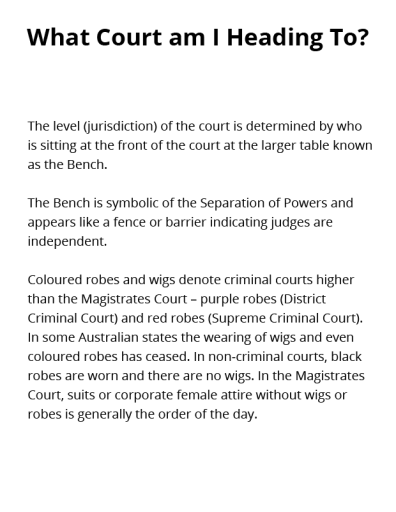 What Court am I Heading To?
The level (jurisdiction) of the court is determined by who
is sitting at the front of the court at the larger table known
as the Bench.
The Bench is symbolic of the Separation of Powers and
appears like a fence or barrier indicating judges are
independent.
Coloured robes and wigs denote criminal courts higher
than the Magistrates Court – purple robes (District
Criminal Court) and red robes (Supreme Criminal Court).
In some Australian states the wearing of wigs and even
coloured robes has ceased. In non-criminal courts, black
robes are worn and there are no wigs. In the Magistrates
Court, suits or corporate female attire without wigs or
robes is generally the order of the day.